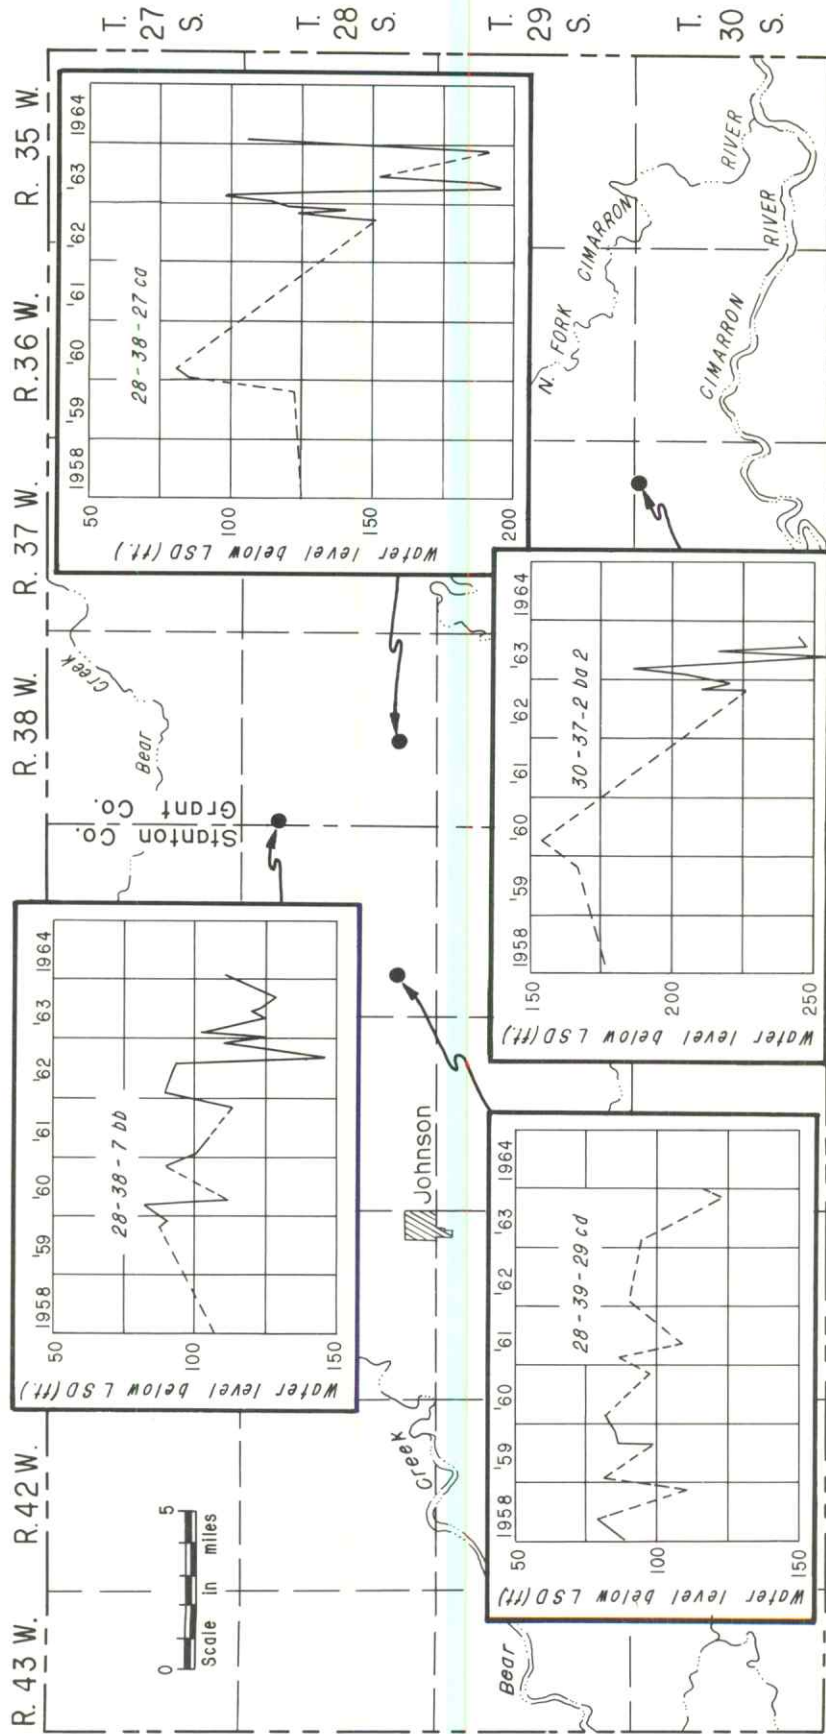 R. 43 W.
R. 42 W.
R. 38 W.
R. 37 W.
R. 36 W.
R. 35 W.
T. 27 S.
T. 28 S.
T. 29 S.
T. 30 S.
0 5
Scale in miles
28-38-7 bb
1958 '59 '60 '61 '62 '63 1964
50
100
150
Water level below LSD (ft.)
28-38-27 ca
1958 '59 '60 '61 '62 '63 1964
50
100
150
200
Water level below LSD (ft.)
Stanton Co.
Grant Co.
Bear Creek
Johnson
Creek
Bear
28-39-29 cd
1958 '59 '60 '61 '62 '63 1964
50
100
150
Water level below LSD (ft)
30-37-2 ba 2
1958 '59 '60 '61 '62 '63 1964
150
200
250
Water level below LSD (ft.)
N. FORK CIMARRON RIVER
CIMARRON RIVER